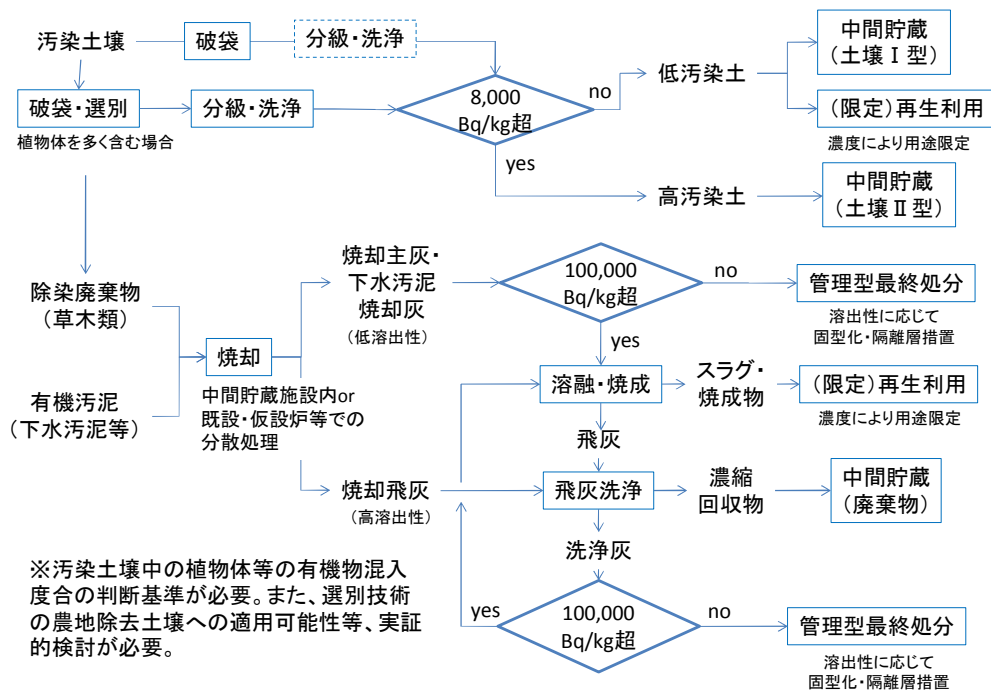 汚染土壌
破袋
分級・洗浄
中間貯蔵
(土壌Ⅰ型)
8,000
Bq/kg超
no
低汚染土
破袋・選別
植物体を多く含む場合
分級・洗浄
(限定)再生利用
濃度により用途限定
yes
高汚染土
中間貯蔵
(土壌Ⅱ型)
除染廃棄物
(草木類)
焼却主灰・
下水汚泥
焼却灰
(低溶出性)
100,000
Bq/kg超
no
管理型最終処分
溶出性に応じて
固型化・隔離層措置
yes
焼却
中間貯蔵施設内or
既設・仮設炉等での
分散処理
有機汚泥
(下水汚泥等)
溶融・焼成
スラグ・
焼成物
(限定)再生利用
濃度により用途限定
飛灰
焼却飛灰
(高溶出性)
飛灰洗浄
濃縮
回収物
中間貯蔵
(廃棄物)
洗浄灰
※汚染土壌中の植物体等の有機物混入
度合の判断基準が必要。また、選別技術
の農地除去土壌への適用可能性等、実証
的検討が必要。
yes
100,000
Bq/kg超
no
管理型最終処分
溶出性に応じて
固型化・隔離層措置